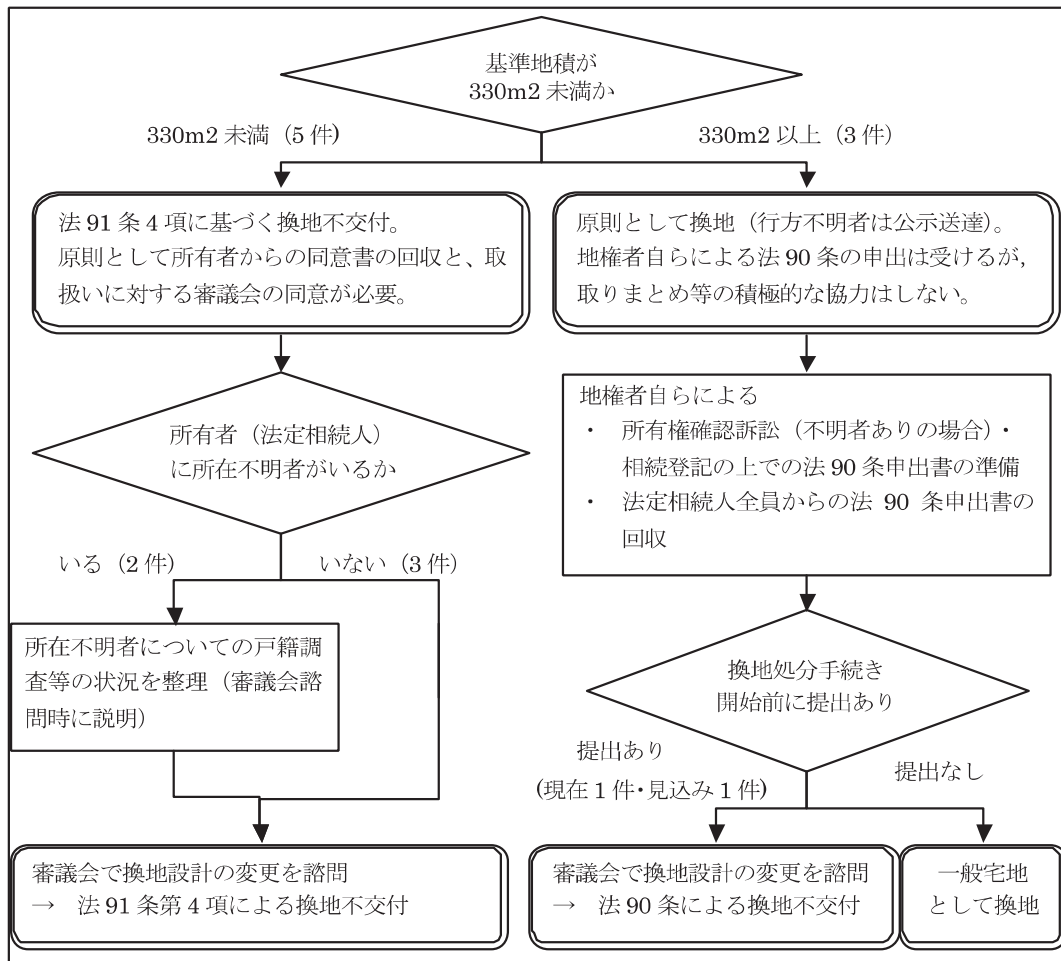 基準地積が
330m2 未満か
330m2 未満（5 件）
330m2 以上（3 件）
法 91 条 4 項に基づく換地不交付。
原則として所有者からの同意書の回収と、取
扱いに対する審議会の同意が必要。
原則として換地（行方不明者は公示送達）。
地権者自らによる法 90 条の申出は受けるが，
取りまとめ等の積極的な協力はしない。
所有者（法定相続人）
に所在不明者がいるか
地権者自らによる
・ 所有権確認訴訟（不明者ありの場合）・
相続登記の上での法 90 条申出書の準備
・ 法定相続人全員からの法 90 条申出書の
回収
いる（2 件）
いない（3 件）
所在不明者についての戸籍調
査等の状況を整理（審議会諮
問時に説明）
換地処分手続き
開始前に提出あり
提出あり
(現在 1 件・見込み 1 件)
提出なし
審議会で換地設計の変更を諮問
→ 法 91 条第 4 項による換地不交付
審議会で換地設計の変更を諮問
→ 法 90 条による換地不交付
一般宅地
として換地